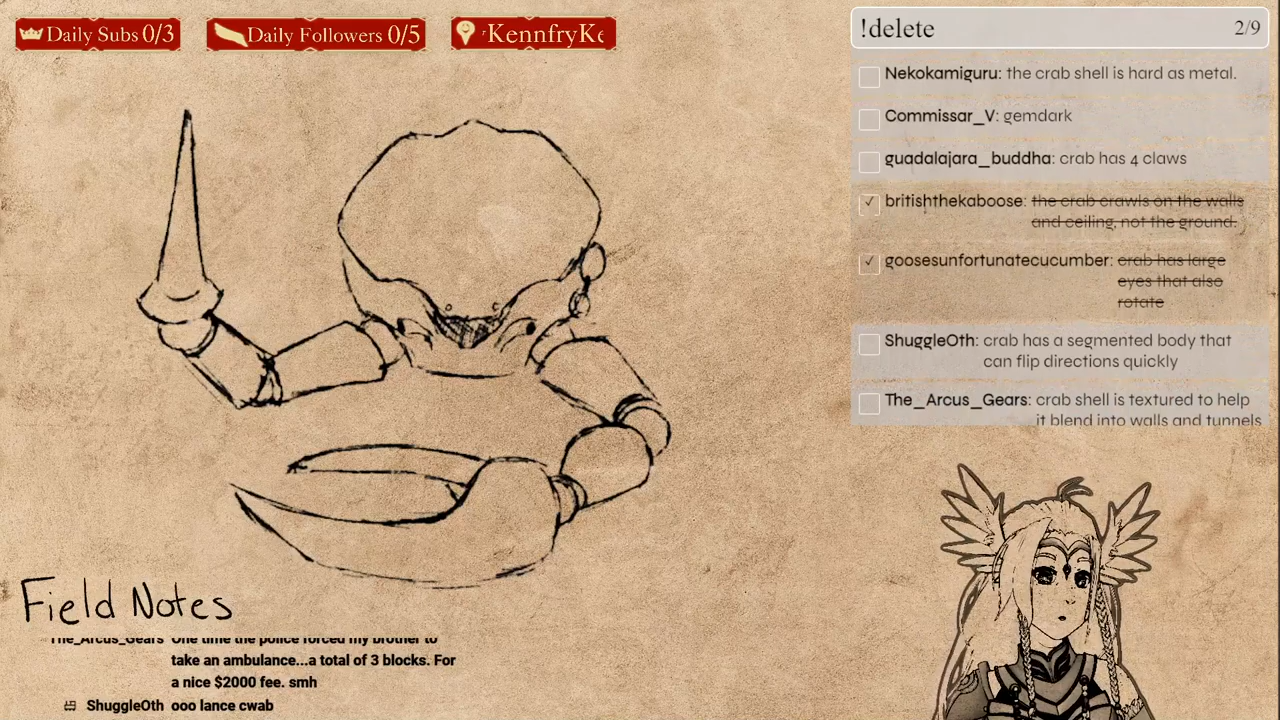 Daily Subs 0/3
Daily Followers 0/5
KennfryKe
!delete 2/9
Nekokamiguru: the crab shell is hard as metal.
Commissar_V: gemdark
guadalajara_buddha: crab has 4 claws
britishthekaboose: the crab crawls on the walls
and ceiling, not the ground.
goosesunfortunatecucumber: crab has large
eyes that also
rotate
ShuggleOth: crab has a segmented body that
can flip directions quickly
The_Arcus_Gears: crab shell is textured to help
it blend into walls and tunnels
Field Notes
The_Arcus_Gears One time the police forced my brother to
take an ambulance...a total of 3 blocks. For
a nice $2000 fee. smh
ShuggleOth ooo lance cwab